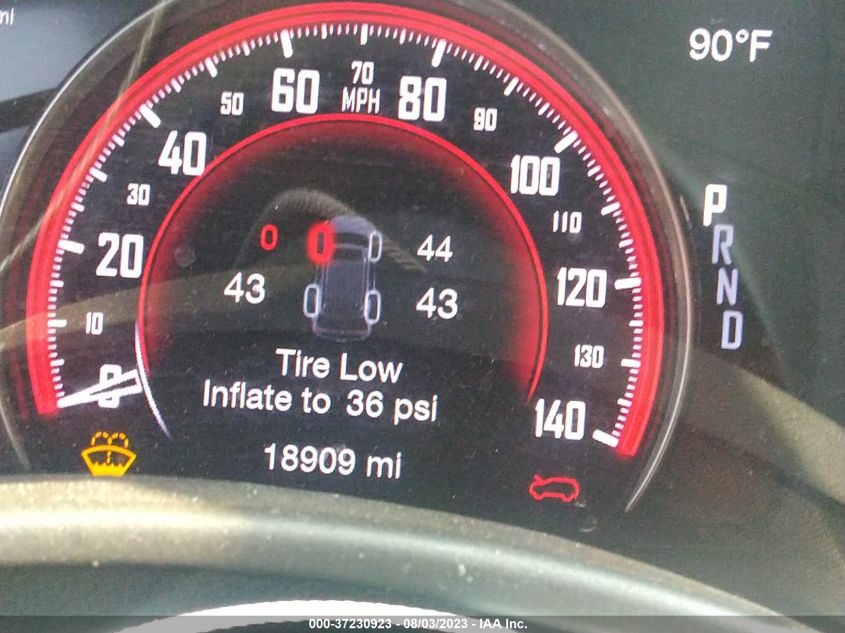 mi
90°F
0 10 20 30 40 50 60 70 80 90 100 110 120 130 140
MPH
P
R
N
D
0 44
43 43
Tire Low
Inflate to 36 psi
18909 mi
000-37230923 - 08/03/2023 - IAA Inc.